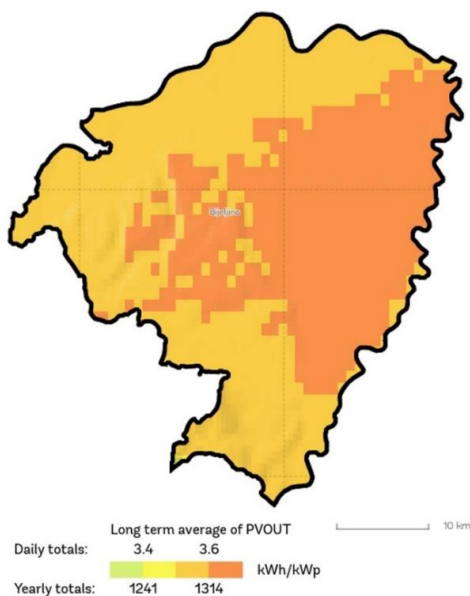 Bijeljina
Long term average of PVOUT
10 km
Daily totals: 3.4 3.6
kWh/kWp
Yearly totals: 1241 1314